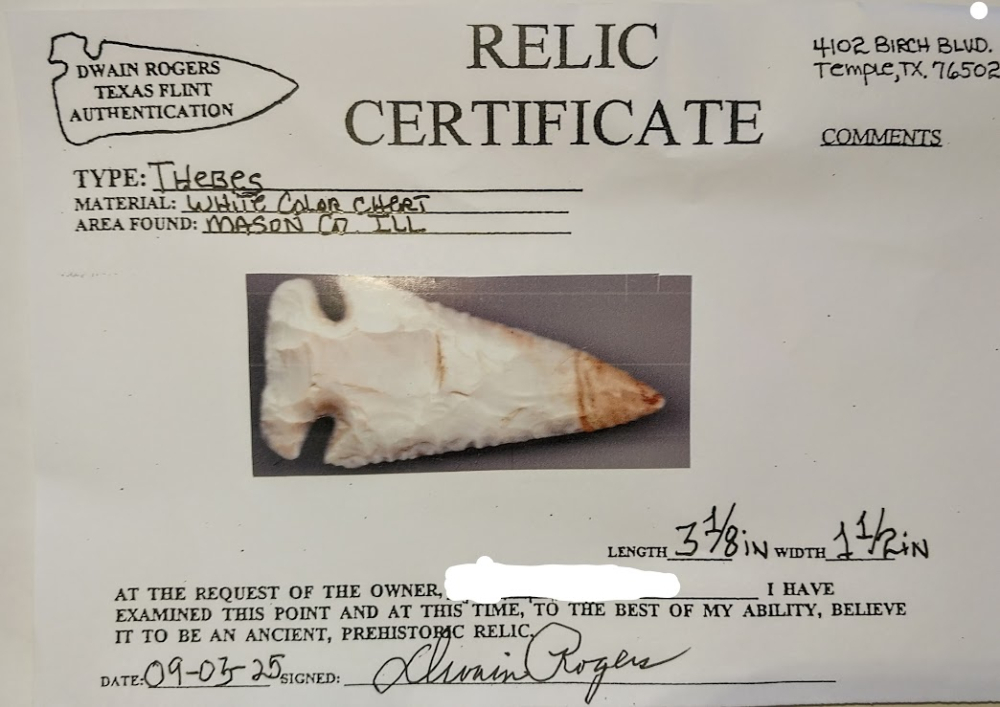 DWAIN ROGERS
TEXAS FLINT
AUTHENTICATION
RELIC
CERTIFICATE
4102 BIRCH BLVD.
Temple, TX. 76502
COMMENTS
TYPE: THEBES
MATERIAL: WHITE COLOR CHERT
AREA FOUND: MASON CO. ILL
LENGTH 3 1/8 iN WIDTH 1 1/2 iN
AT THE REQUEST OF THE OWNER, I HAVE
EXAMINED THIS POINT AND AT THIS TIME, TO THE BEST OF MY ABILITY, BELIEVE
IT TO BE AN ANCIENT, PREHISTORIC RELIC.
DATE: 09-03-25 SIGNED: Dwain Rogers